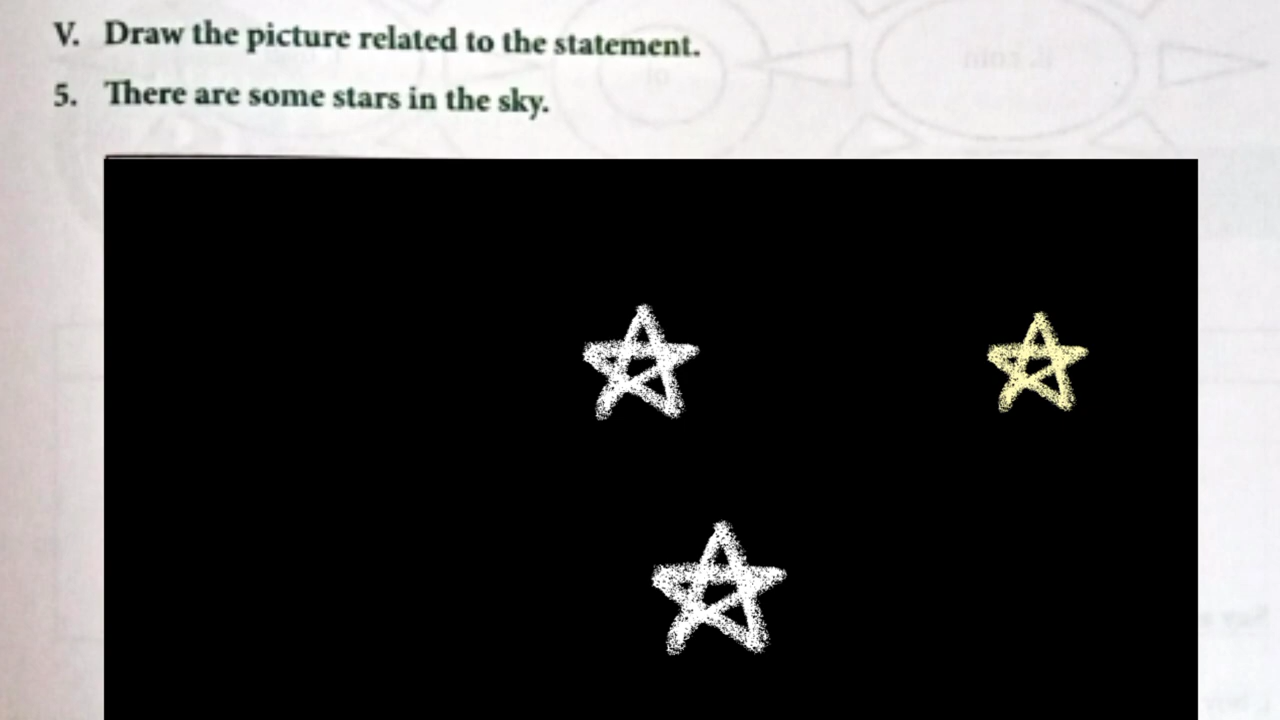 V. Draw the picture related to the statement.
5. There are some stars in the sky.